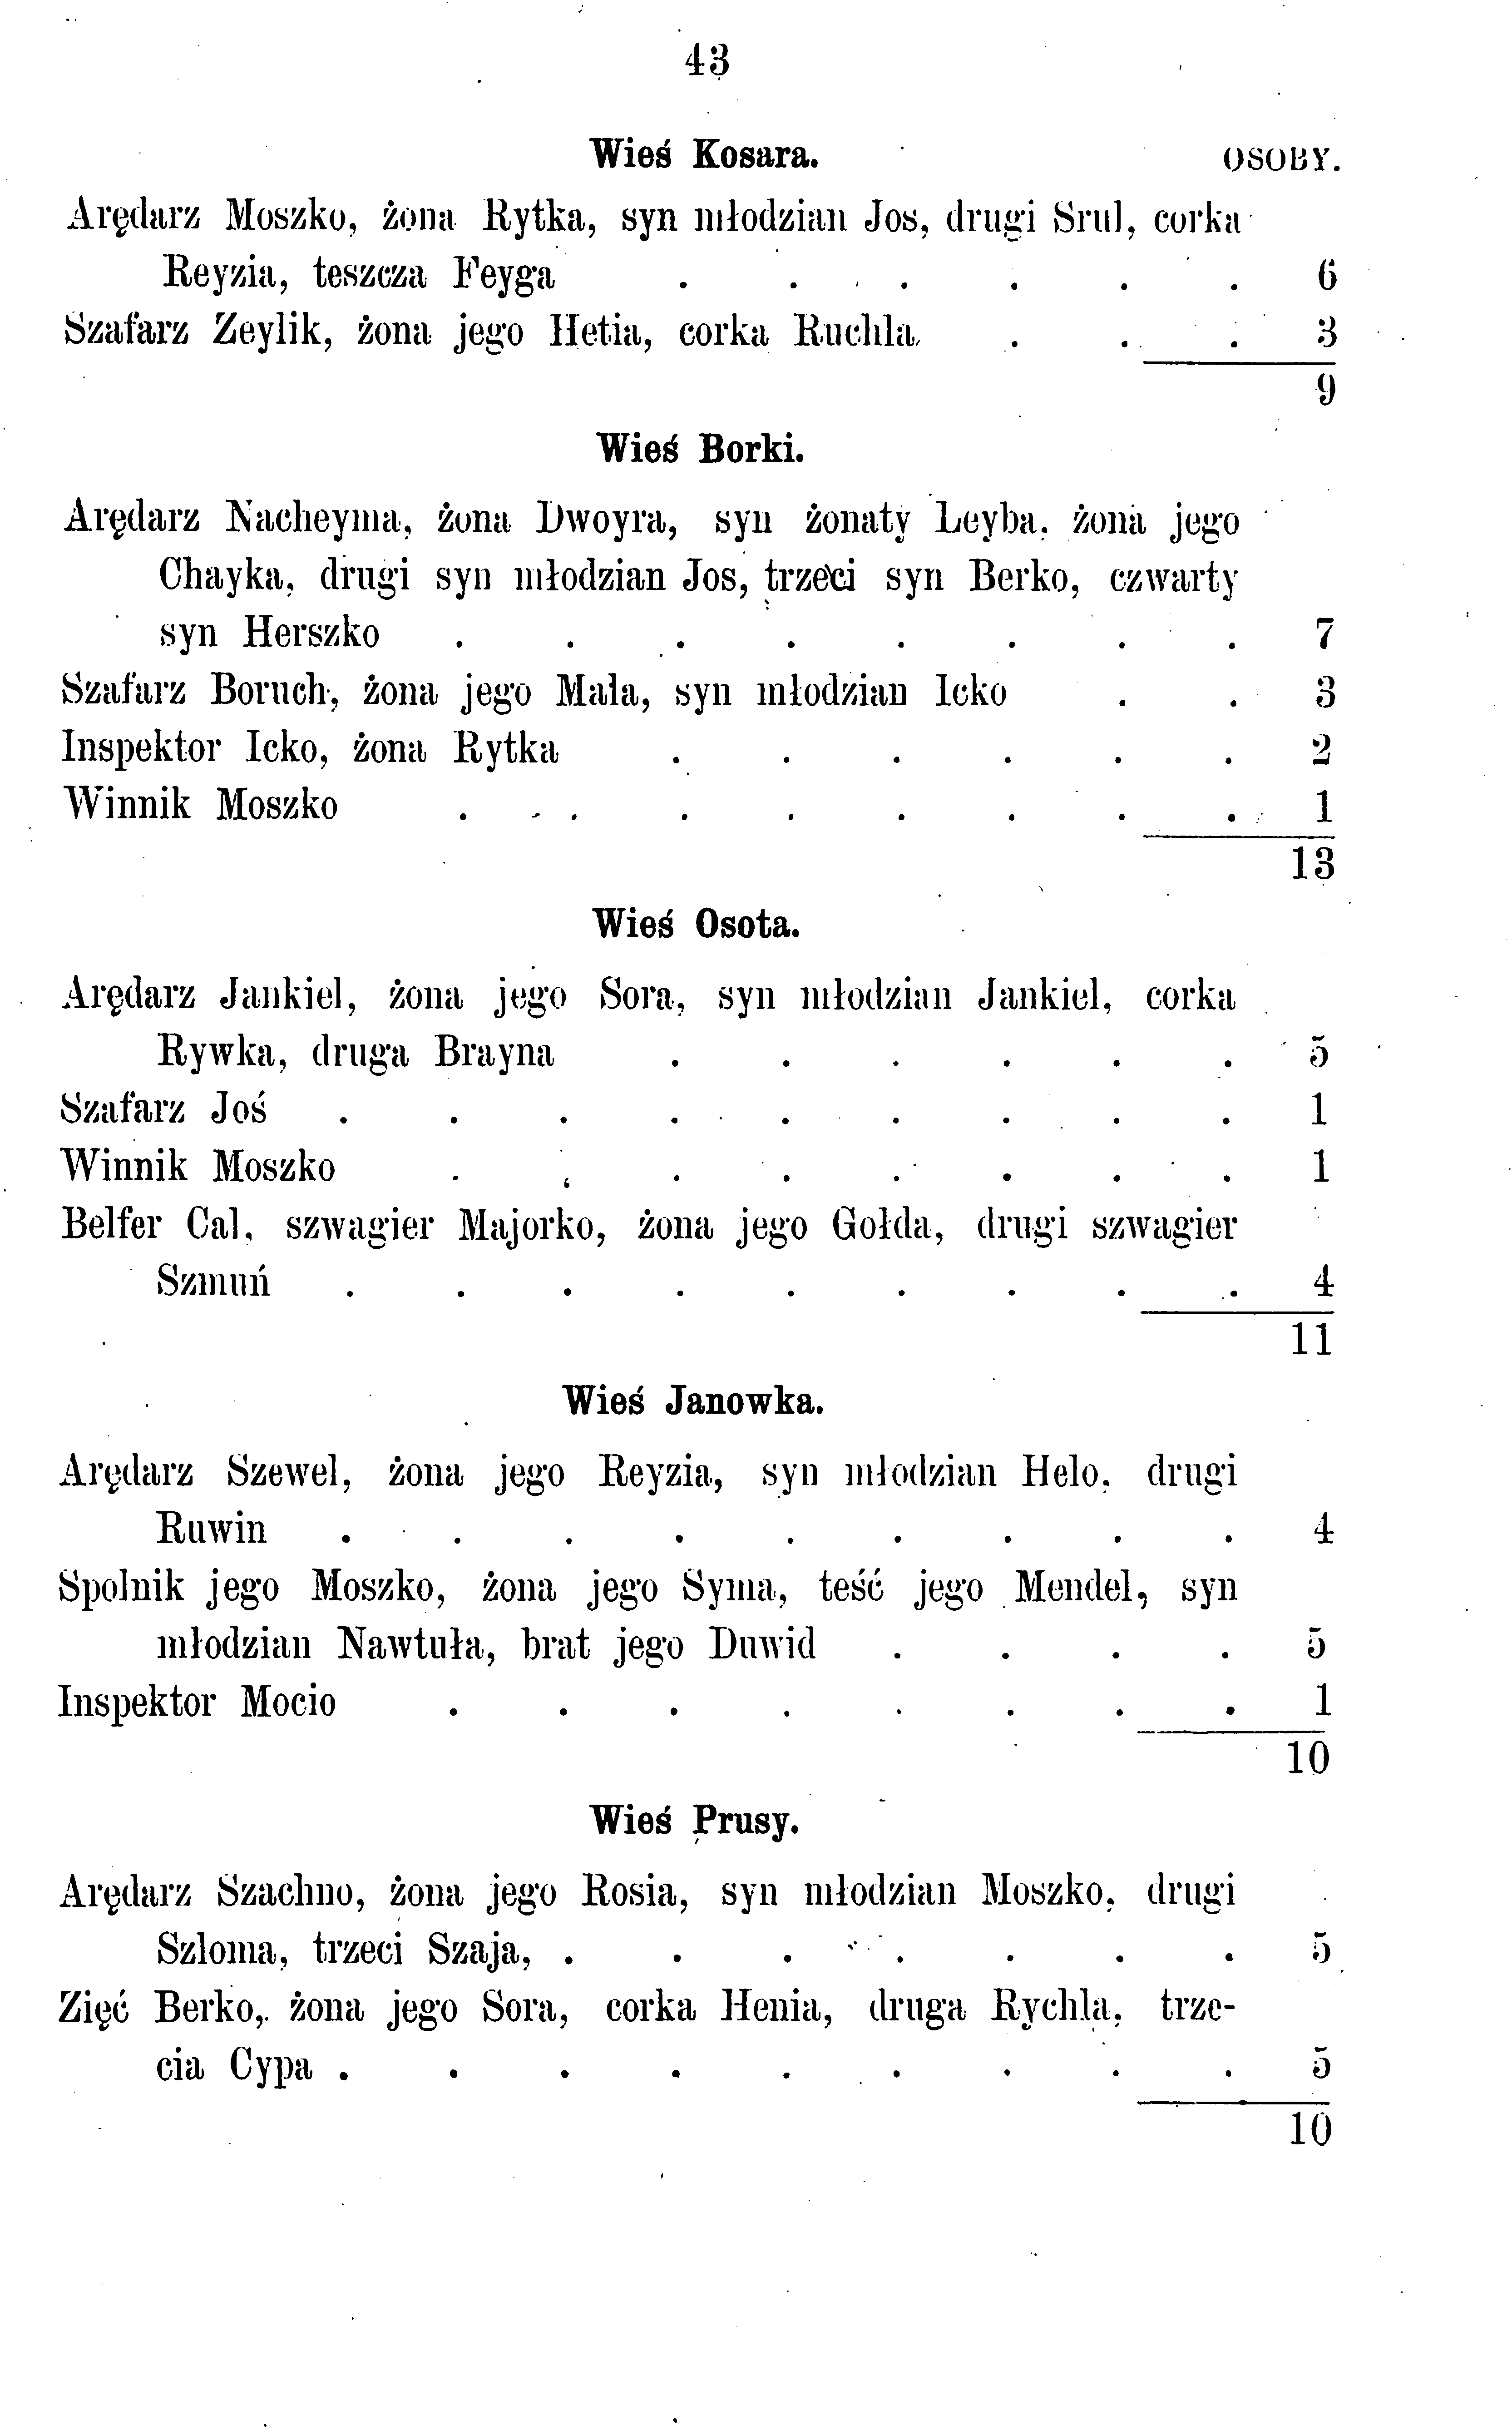 43
Wieś Kosara. OSOBY.
Arędarz Moszko, żona Rytka, syn młodzian Jos, drugi Srul, corka
Reyzia, teszcza Feyga . . . . . . 6
Szafarz Zeylik, żona jego Hetia, corka Ruchla, . . . 3
9
Wieś Borki.
Arędarz Nacheyma, żona Dwoyra, syn żonaty Leyba, żona jego
Chayka, drugi syn młodzian Jos, trzeci syn Berko, czwarty
syn Herszko . . . . . . . . 7
Szafarz Boruch, żona jego Mala, syn młodzian Icko . . 3
Inspektor Icko, żona Rytka . . . . . . 2
Winnik Moszko . . . . . . . . 1
13
Wieś Osota.
Arędarz Jankiel, żona jego Sora, syn młodzian Jankiel, corka
Rywka, druga Brayna . . . . . . 5
Szafarz Joś . . . . . . . . . 1
Winnik Moszko . . . . . . . . 1
Belfer Cal, szwagier Majorko, żona jego Gołda, drugi szwagier
Szmuń . . . . . . . . . 4
11
Wieś Janowka.
Arędarz Szewel, żona jego Reyzia, syn młodzian Helo, drugi
Ruwin . . . . . . . . . 4
Spolnik jego Moszko, żona jego Syma, teść jego Mendel, syn
młodzian Nawtuła, brat jego Duwid . . . . 5
Inspektor Mocio . . . . . . . . 1
10
Wieś Prusy.
Arędarz Szachno, żona jego Rosia, syn młodzian Moszko, drugi
Szloma, trzeci Szaja, . . . . . . . 5
Zięć Berko, żona jego Sora, corka Henia, druga Rychla, trze-
cia Cypa . . . . . . . . . 5
10